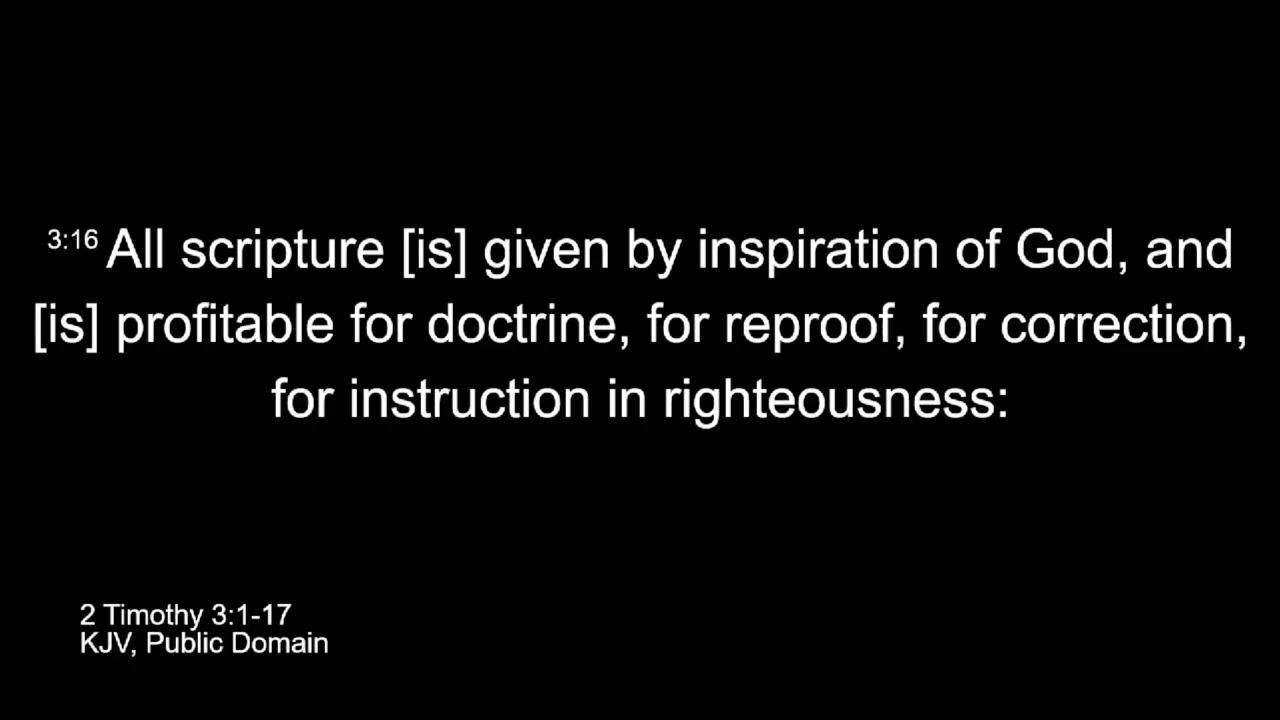 3:16 All scripture [is] given by inspiration of God, and
[is] profitable for doctrine, for reproof, for correction,
for instruction in righteousness:
2 Timothy 3:1-17
KJV, Public Domain